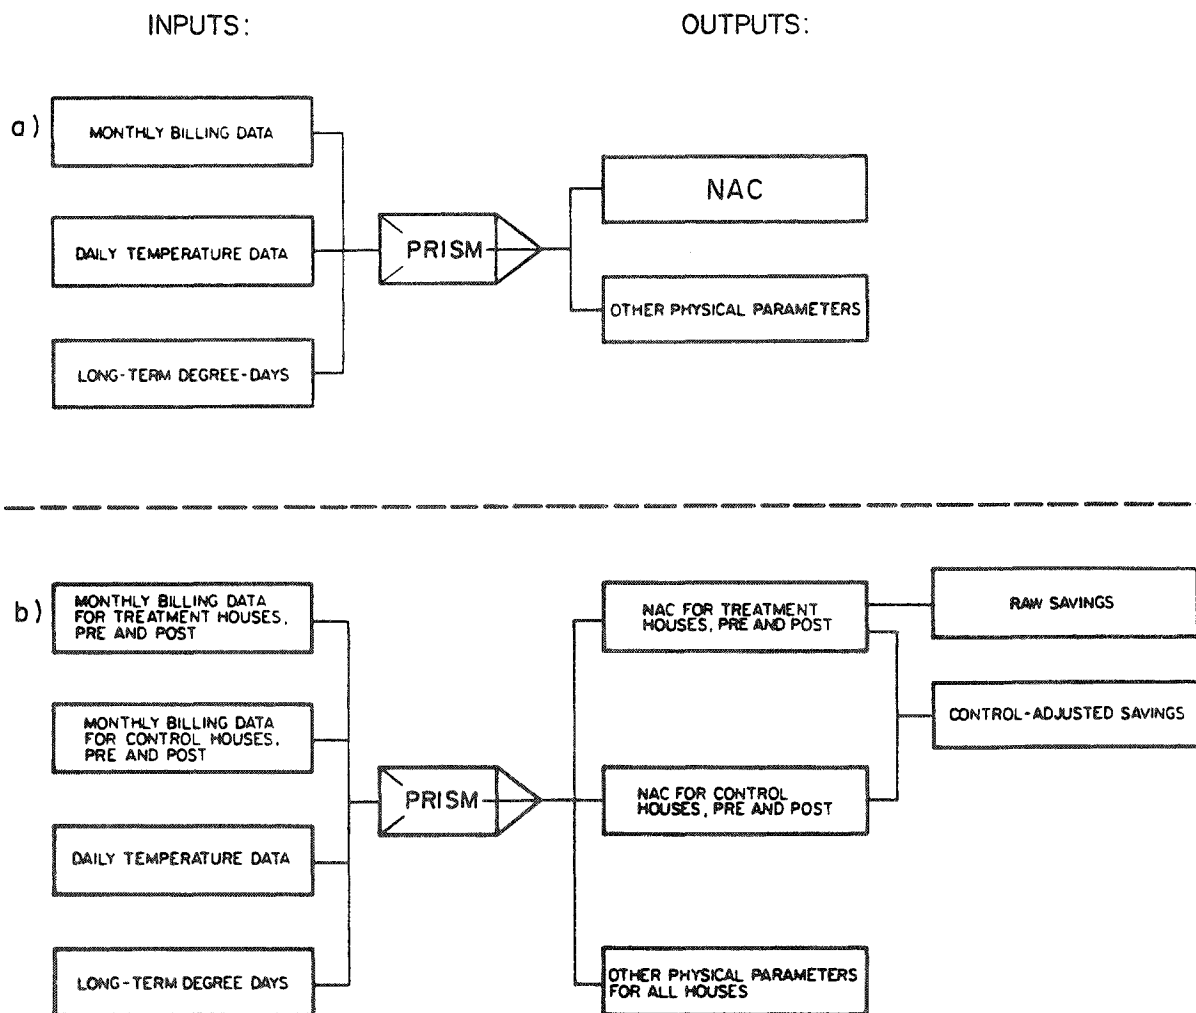 INPUTS:
OUTPUTS:
a)
MONTHLY BILLING DATA
DAILY TEMPERATURE DATA
LONG-TERM DEGREE-DAYS
PRISM
NAC
OTHER PHYSICAL PARAMETERS
b)
MONTHLY BILLING DATA
FOR TREATMENT HOUSES,
PRE AND POST
MONTHLY BILLING DATA
FOR CONTROL HOUSES,
PRE AND POST
DAILY TEMPERATURE DATA
LONG-TERM DEGREE DAYS
PRISM
NAC FOR TREATMENT
HOUSES, PRE AND POST
NAC FOR CONTROL
HOUSES, PRE AND POST
OTHER PHYSICAL PARAMETERS
FOR ALL HOUSES
RAW SAVINGS
CONTROL-ADJUSTED SAVINGS